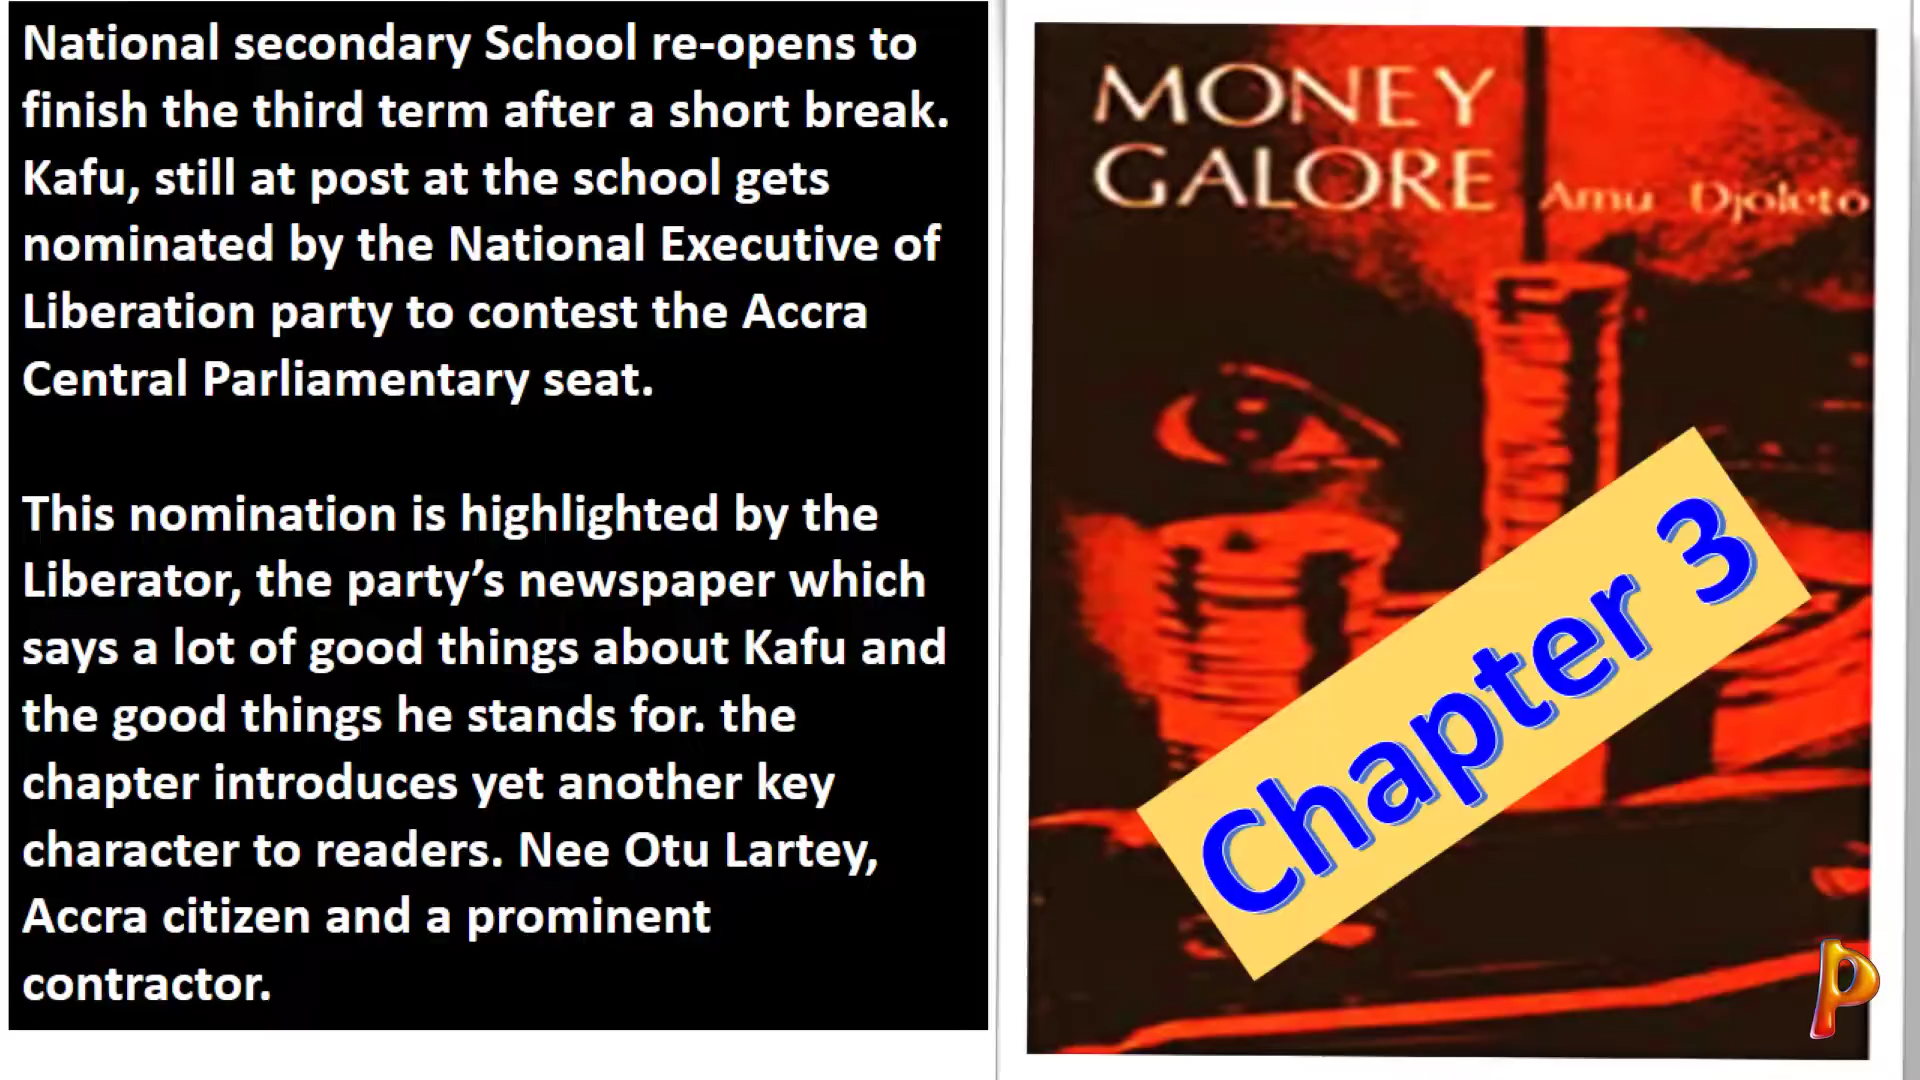 National secondary School re-opens to
finish the third term after a short break.
Kafu, still at post at the school gets
nominated by the National Executive of
Liberation party to contest the Accra
Central Parliamentary seat.
This nomination is highlighted by the
Liberator, the party’s newspaper which
says a lot of good things about Kafu and
the good things he stands for. the
chapter introduces yet another key
character to readers. Nee Otu Lartey,
Accra citizen and a prominent
contractor.
MONEY
GALORE Amu Djoleto
Chapter 3
P